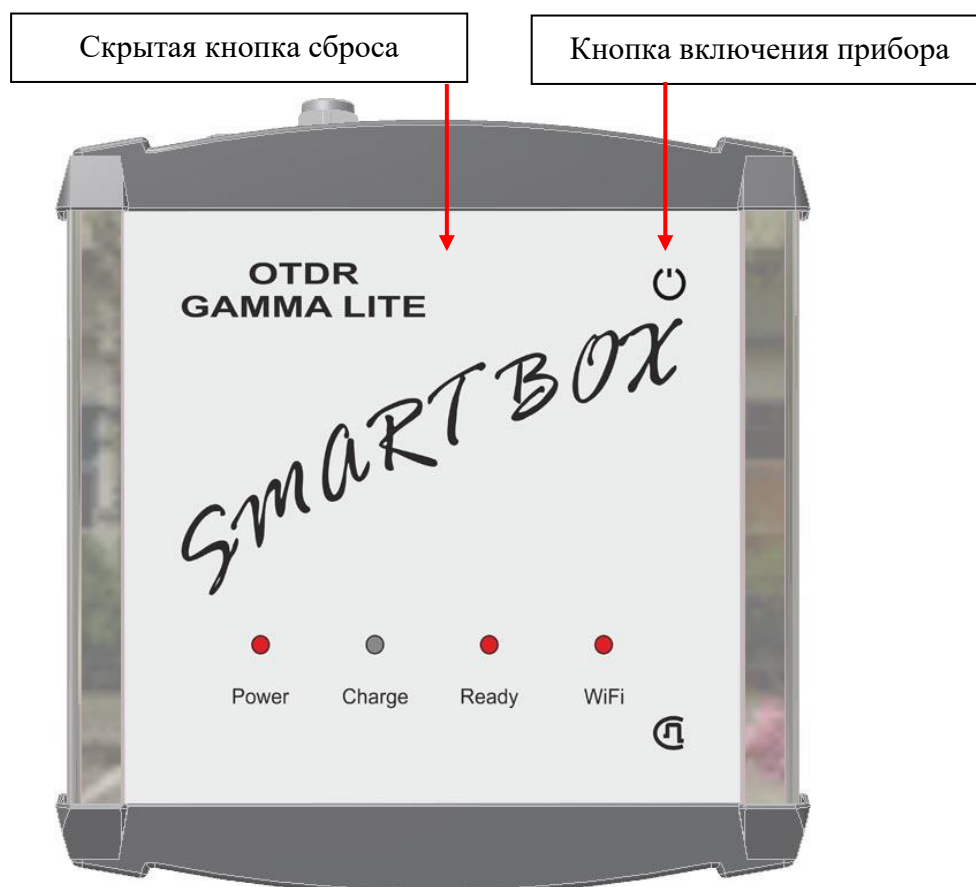 Скрытая кнопка сброса
Кнопка включения прибора
OTDR
GAMMA LITE
SMARTBOX
Power
Charge
Ready
WiFi